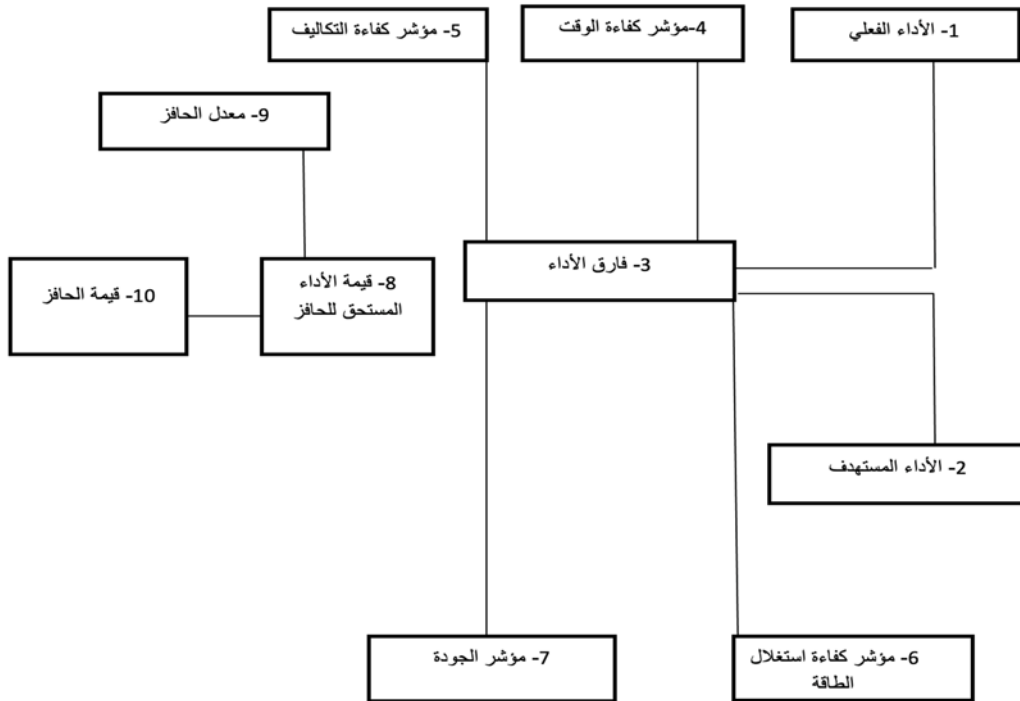 1- الأداء الفعلي
4-مؤشر كفاءة الوقت
5- مؤشر كفاءة التكاليف
9- معدل الحافز
3- فارق الأداء
8- قيمة الأداء
المستحق للحافز
10- قيمة الحافز
2- الأداء المستهدف
6- مؤشر كفاءة استغلال
الطاقة
7- مؤشر الجودة